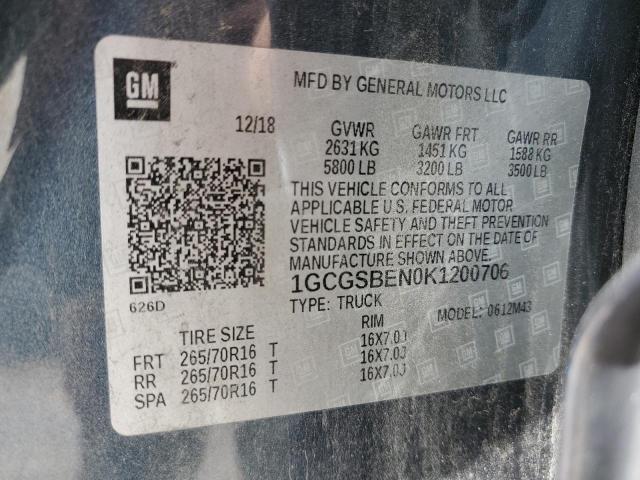 GM
MFD BY GENERAL MOTORS LLC
12/18
GVWR GAWR FRT GAWR RR
2631 KG 1451 KG 1588 KG
5800 LB 3200 LB 3500 LB
THIS VEHICLE CONFORMS TO ALL
APPLICABLE U.S. FEDERAL MOTOR
VEHICLE SAFETY AND THEFT PREVENTION
STANDARDS IN EFFECT ON THE DATE OF
MANUFACTURE SHOWN ABOVE.
1GCGSBEN0K1200706
626D
TYPE: TRUCK
MODEL: 0612M43
TIRE SIZE RIM
FRT 265/70R16 T 16X7.0J
RR 265/70R16 T 16X7.0J
SPA 265/70R16 T 16X7.0J